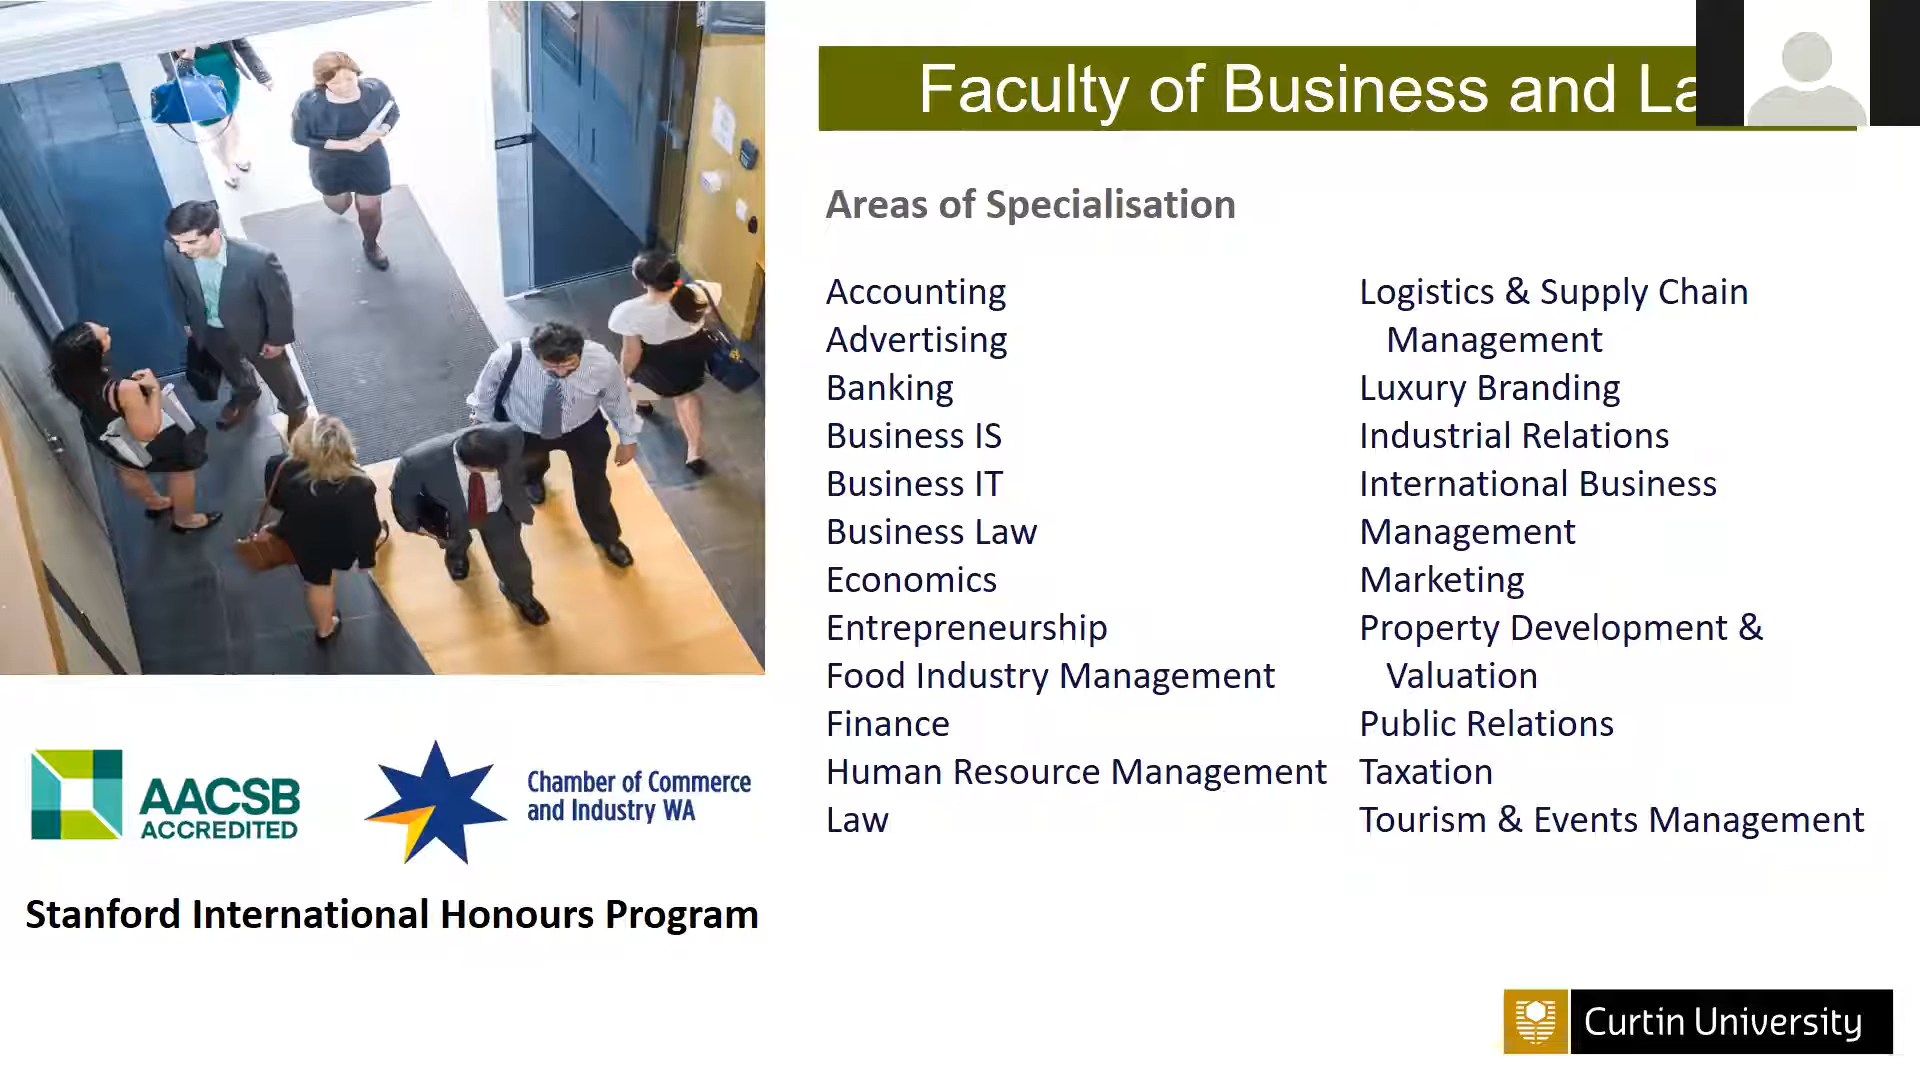 Faculty of Business and
Areas of Specialisation
Accounting
Advertising
Banking
Business IS
Business IT
Business Law
Economics
Entrepreneurship
Food Industry Management
Finance
Human Resource Management
Law
Logistics & Supply Chain
Management
Luxury Branding
Industrial Relations
International Business
Management
Marketing
Property Development &
Valuation
Public Relations
Taxation
Tourism & Events Management
AACSB
ACCREDITED
Chamber of Commerce
and Industry WA
Stanford International Honours Program
Curtin University